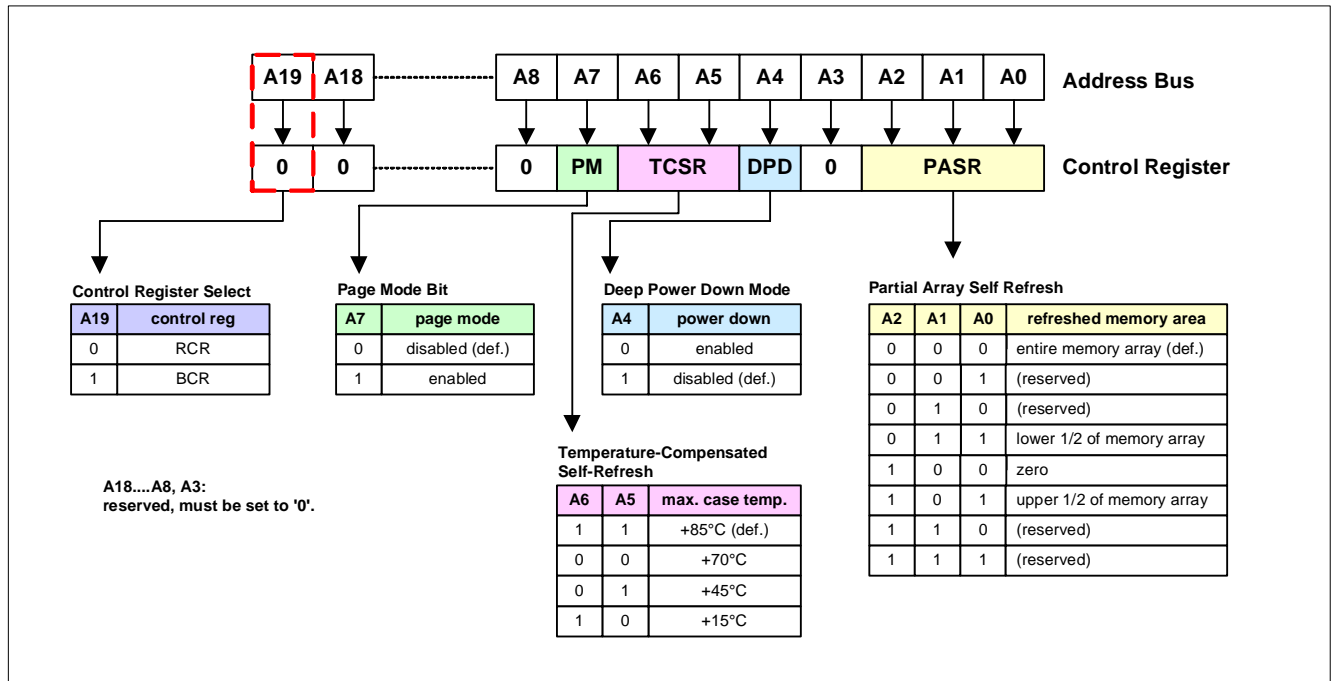 A19 A18 A8 A7 A6 A5 A4 A3 A2 A1 A0 Address Bus
0 0 0 PM TCSR DPD 0 PASR Control Register
Control Register Select
A19 control reg
0 RCR
1 BCR
Page Mode Bit
A7 page mode
0 disabled (def.)
1 enabled
Deep Power Down Mode
A4 power down
0 enabled
1 disabled (def.)
Partial Array Self Refresh
A2 A1 A0 refreshed memory area
0 0 0 entire memory array (def.)
0 0 1 (reserved)
0 1 0 (reserved)
0 1 1 lower 1/2 of memory array
1 0 0 zero
1 0 1 upper 1/2 of memory array
1 1 0 (reserved)
1 1 1 (reserved)
Temperature-Compensated
Self-Refresh
A6 A5 max. case temp.
1 1 +85°C (def.)
0 0 +70°C
0 1 +45°C
1 0 +15°C
A18....A8, A3:
reserved, must be set to '0'.